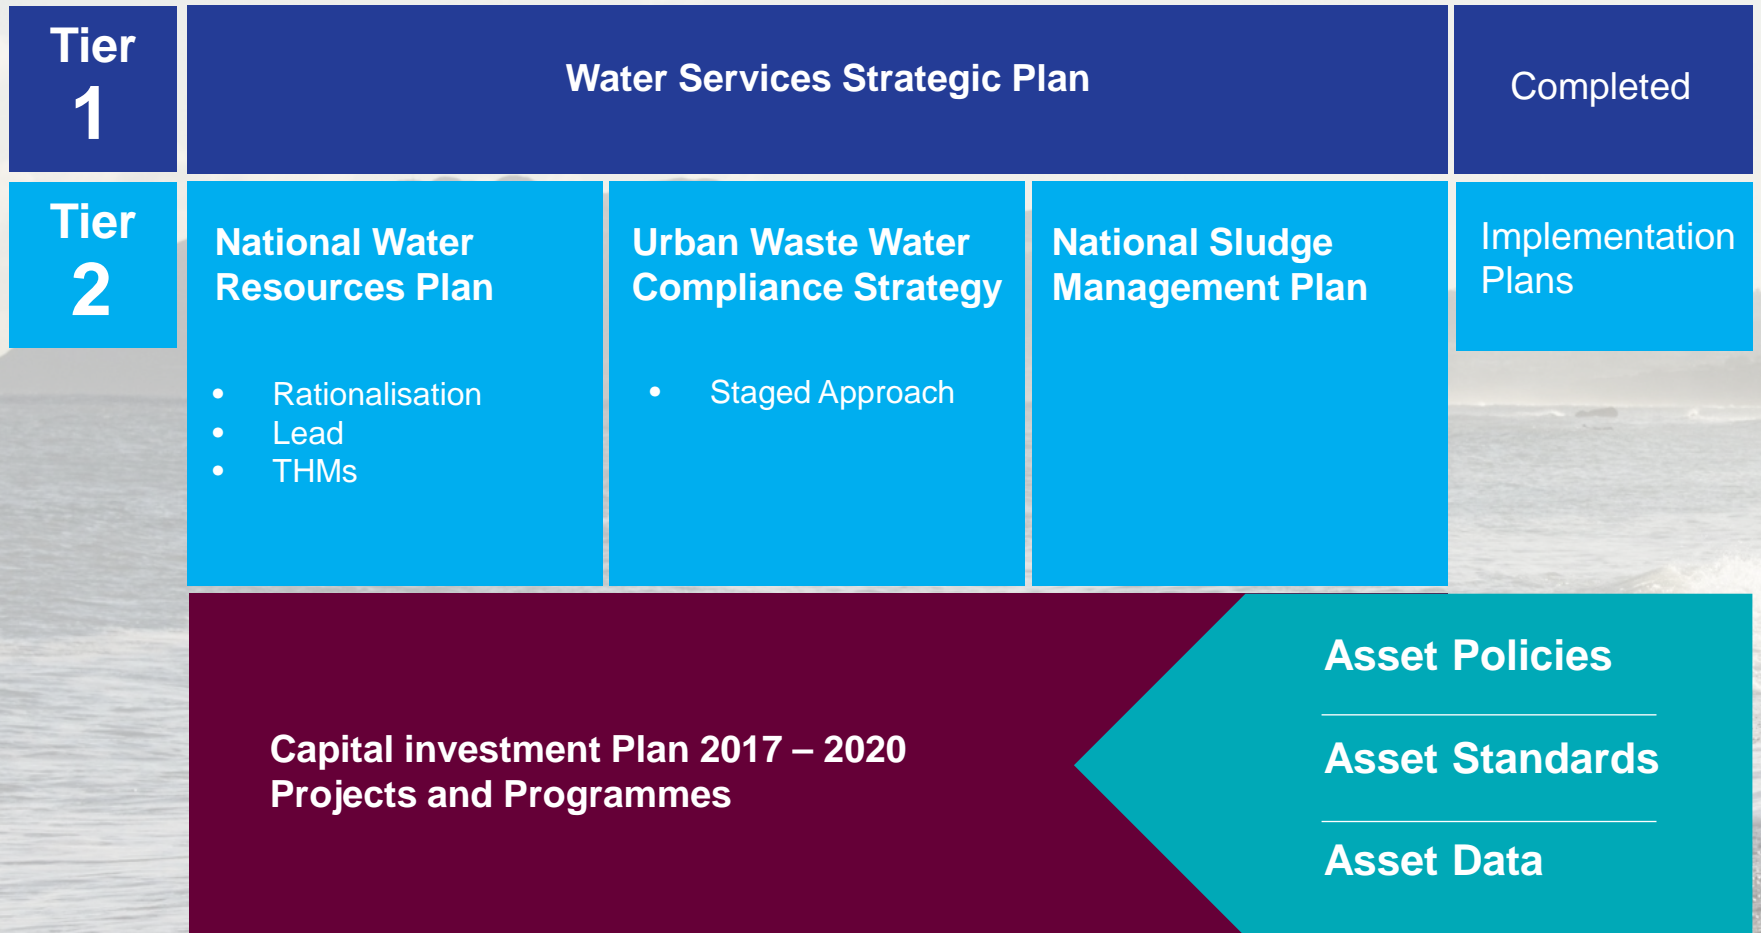 Tier
1
Water Services Strategic Plan
Completed
Tier
2
National Water
Resources Plan
• Rationalisation
• Lead
• THMs
Urban Waste Water
Compliance Strategy
• Staged Approach
National Sludge
Management Plan
Implementation
Plans
Capital investment Plan 2017 – 2020
Projects and Programmes
Asset Policies
Asset Standards
Asset Data